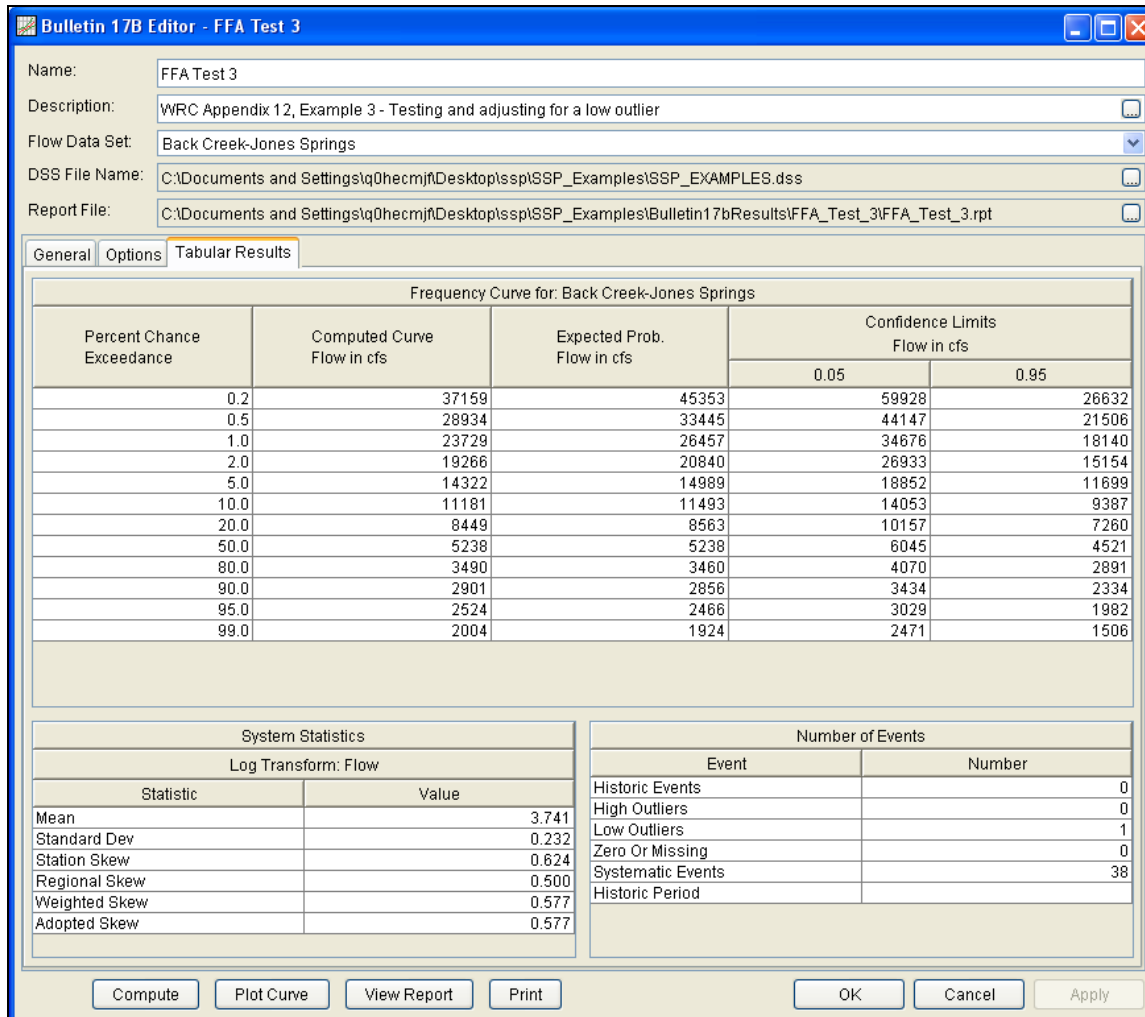 Bulletin 17B Editor - FFA Test 3
Name: FFA Test 3
Description: WRC Appendix 12, Example 3 - Testing and adjusting for a low outlier ...
Flow Data Set: Back Creek-Jones Springs
DSS File Name: C:\Documents and Settings\q0hecmjf\Desktop\ssp\SSP_Examples\SSP_EXAMPLES.dss ...
Report File: C:\Documents and Settings\q0hecmjf\Desktop\ssp\SSP_Examples\Bulletin17bResults\FFA_Test_3\FFA_Test_3.rpt ...
General Options Tabular Results
Frequency Curve for: Back Creek-Jones Springs
Percent Chance Exceedance Computed Curve Flow in cfs Expected Prob. Flow in cfs Confidence Limits Flow in cfs
0.05 0.95
0.2 37159 45353 59928 26632
0.5 28934 33445 44147 21506
1.0 23729 26457 34676 18140
2.0 19266 20840 26933 15154
5.0 14322 14989 18852 11699
10.0 11181 11493 14053 9387
20.0 8449 8563 10157 7260
50.0 5238 5238 6045 4521
80.0 3490 3460 4070 2891
90.0 2901 2856 3434 2334
95.0 2524 2466 3029 1982
99.0 2004 1924 2471 1506
System Statistics
Log Transform: Flow
Statistic Value
Mean 3.741
Standard Dev 0.232
Station Skew 0.624
Regional Skew 0.500
Weighted Skew 0.577
Adopted Skew 0.577
Number of Events
Event Number
Historic Events 0
High Outliers 0
Low Outliers 1
Zero Or Missing 0
Systematic Events 38
Historic Period
Compute Plot Curve View Report Print OK Cancel Apply